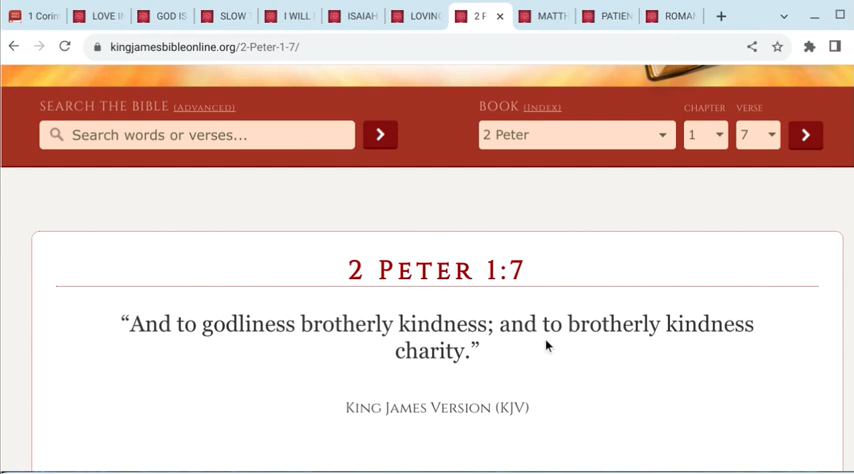 1 Corin LOVE IN GOD IS SLOW T I WILL ISAIAH LOVING 2 P MATTH PATIEN ROMAN
kingjamesbibleonline.org/2-Peter-1-7/
SEARCH THE BIBLE (ADVANCED) BOOK (INDEX) CHAPTER VERSE
Search words or verses... 2 Peter 1 7
2 PETER 1:7
“And to godliness brotherly kindness; and to brotherly kindness
charity.”
KING JAMES VERSION (KJV)